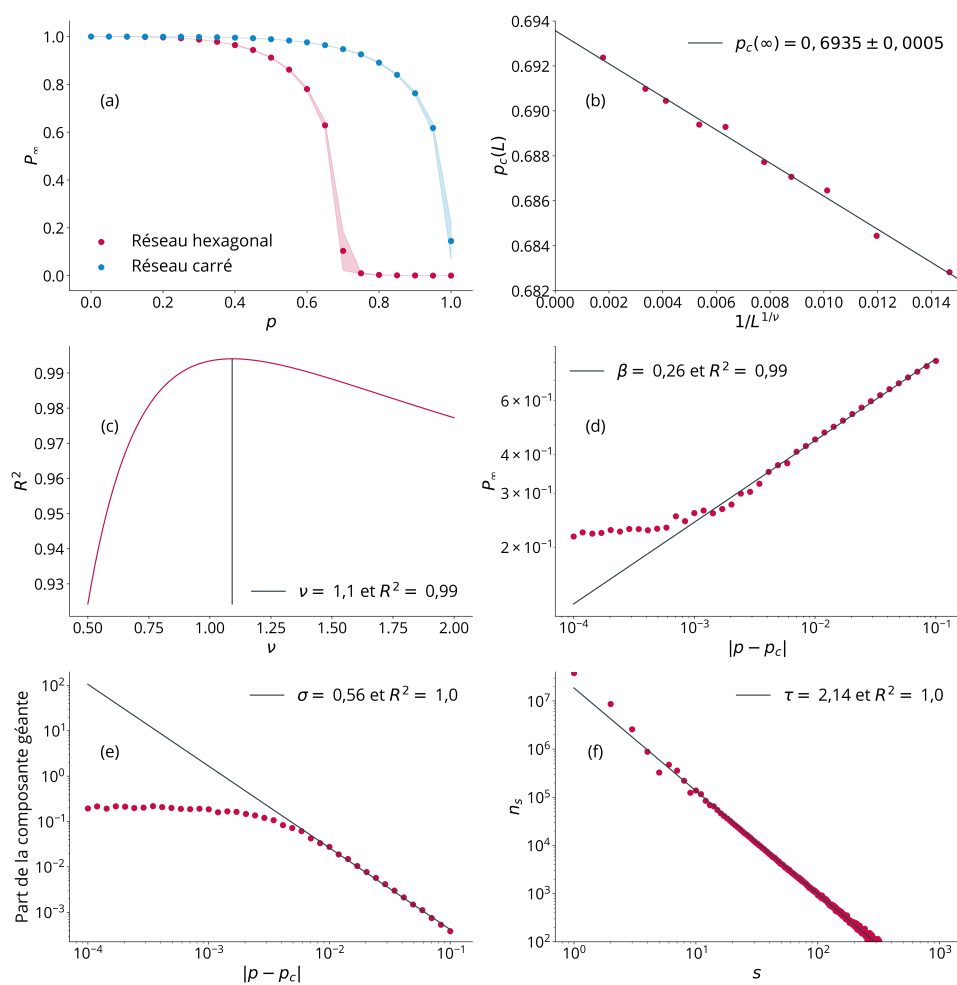 1.0
0.8
0.6
0.4
0.2
0.0
P∞
(a)
Réseau hexagonal
Réseau carré
0.0 0.2 0.4 0.6 0.8 1.0
p
0.694
0.692
0.690
0.688
0.686
0.684
0.682
p_c(L)
p_c(∞) = 0,6935 ± 0,0005
(b)
0.000 0.002 0.004 0.006 0.008 0.010 0.012 0.014
1/L^{1/ν}
0.99
0.98
0.97
0.96
0.95
0.94
0.93
R²
(c)
ν = 1,1 et R² = 0,99
0.50 0.75 1.00 1.25 1.50 1.75 2.00
ν
6 × 10⁻¹
4 × 10⁻¹
3 × 10⁻¹
2 × 10⁻¹
P∞
β = 0,26 et R² = 0,99
(d)
10⁻⁴ 10⁻³ 10⁻² 10⁻¹
|p − p_c|
10²
10¹
10⁰
10⁻¹
10⁻²
10⁻³
Part de la composante géante
σ = 0,56 et R² = 1,0
(e)
10⁻⁴ 10⁻³ 10⁻² 10⁻¹
|p − p_c|
10⁷
10⁶
10⁵
10⁴
10³
10²
n_s
τ = 2,14 et R² = 1,0
(f)
10⁰ 10¹ 10² 10³
s